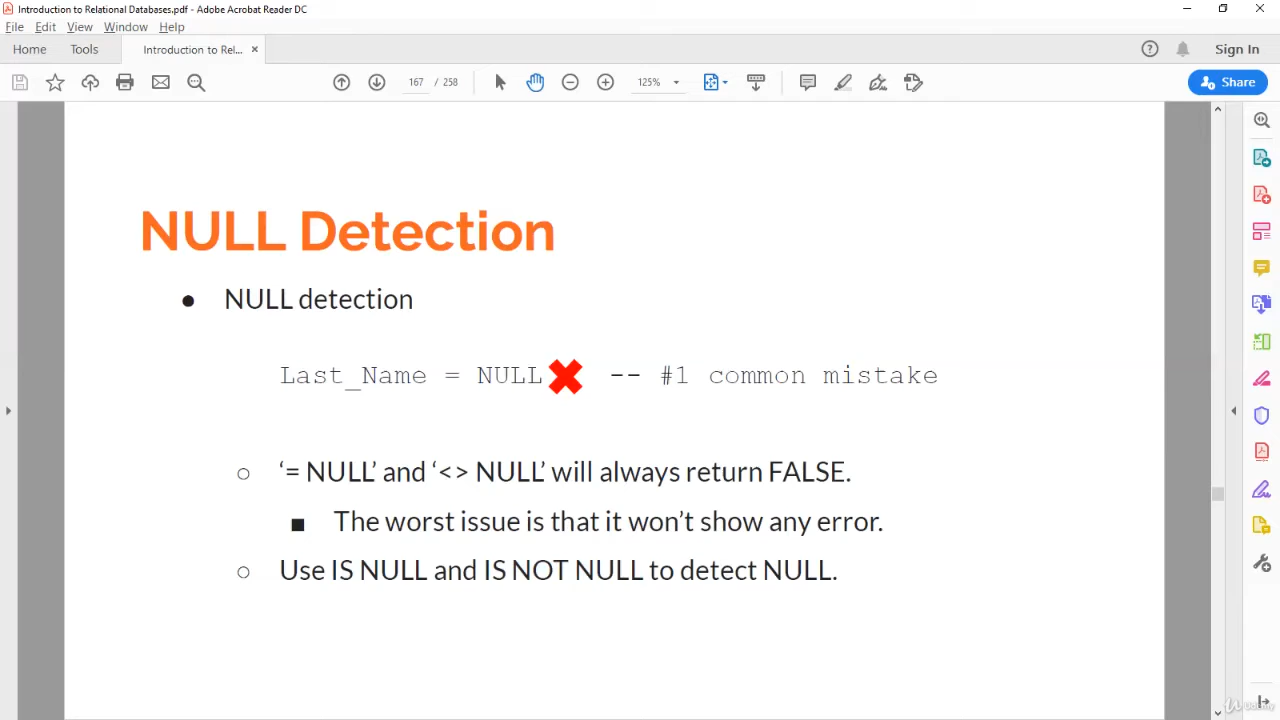 Introduction to Relational Databases.pdf - Adobe Acrobat Reader DC
File Edit View Window Help
Home Tools Introduction to Rel... × Sign In
167 / 258 125% Share
NULL Detection
● NULL detection
Last_Name = NULL -- #1 common mistake
○ ‘= NULL’ and ‘<> NULL’ will always return FALSE.
■ The worst issue is that it won’t show any error.
○ Use IS NULL and IS NOT NULL to detect NULL.
Udemy